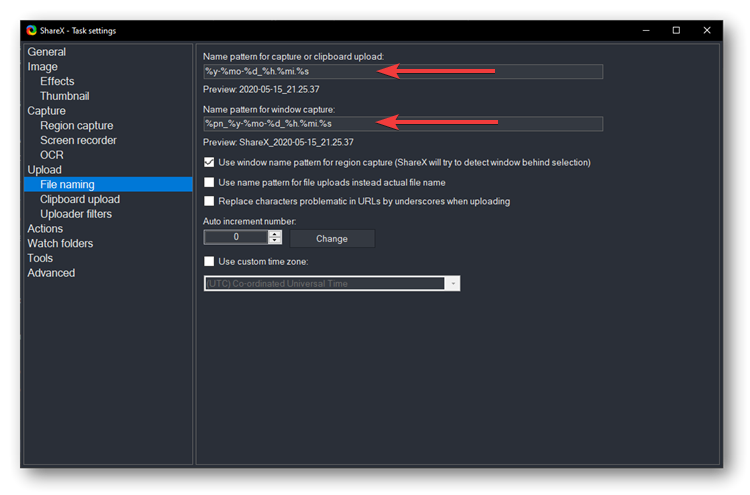 ShareX - Task settings
General
Image
Effects
Thumbnail
Capture
Region capture
Screen recorder
OCR
Upload
File naming
Clipboard upload
Uploader filters
Actions
Watch folders
Tools
Advanced
Name pattern for capture or clipboard upload:
%y-%mo-%d_%h.%mi.%s
Preview: 2020-05-15_21.25.37
Name pattern for window capture:
%pn_%y-%mo-%d_%h.%mi.%s
Preview: ShareX_2020-05-15_21.25.37
Use window name pattern for region capture (ShareX will try to detect window behind selection)
Use name pattern for file uploads instead actual file name
Replace characters problematic in URLs by underscores when uploading
Auto increment number:
0 Change
Use custom time zone:
(UTC) Co-ordinated Universal Time